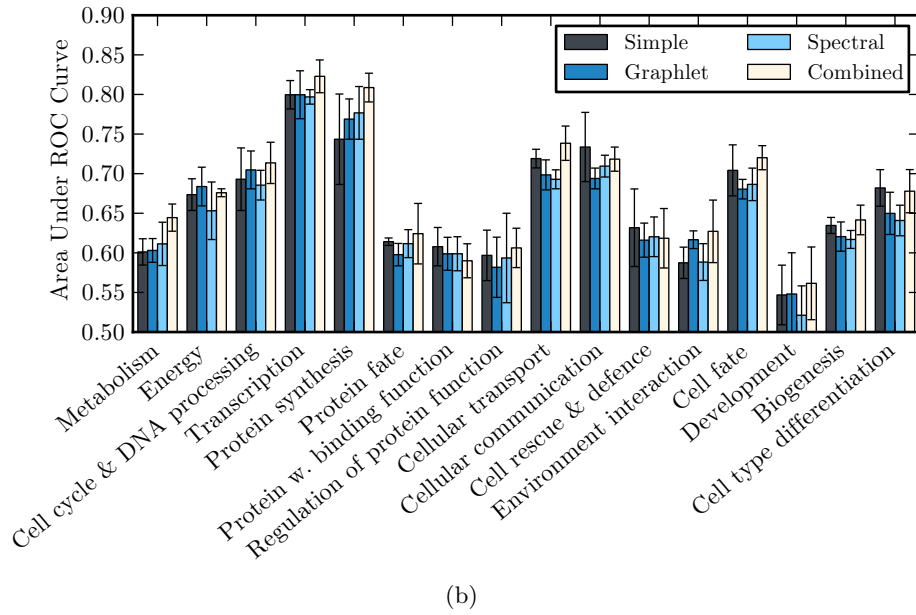 0.90
0.85
0.80
0.75
0.70
0.65
0.60
0.55
0.50
Area Under ROC Curve
Simple
Graphlet
Spectral
Combined
Metabolism
Energy
Cell cycle & DNA processing
Transcription
Protein synthesis
Protein fate
Protein w. binding function
Regulation of protein function
Cellular transport
Cellular communication
Cell rescue & defence
Environment interaction
Cell fate
Development
Biogenesis
Cell type differentiation
(b)